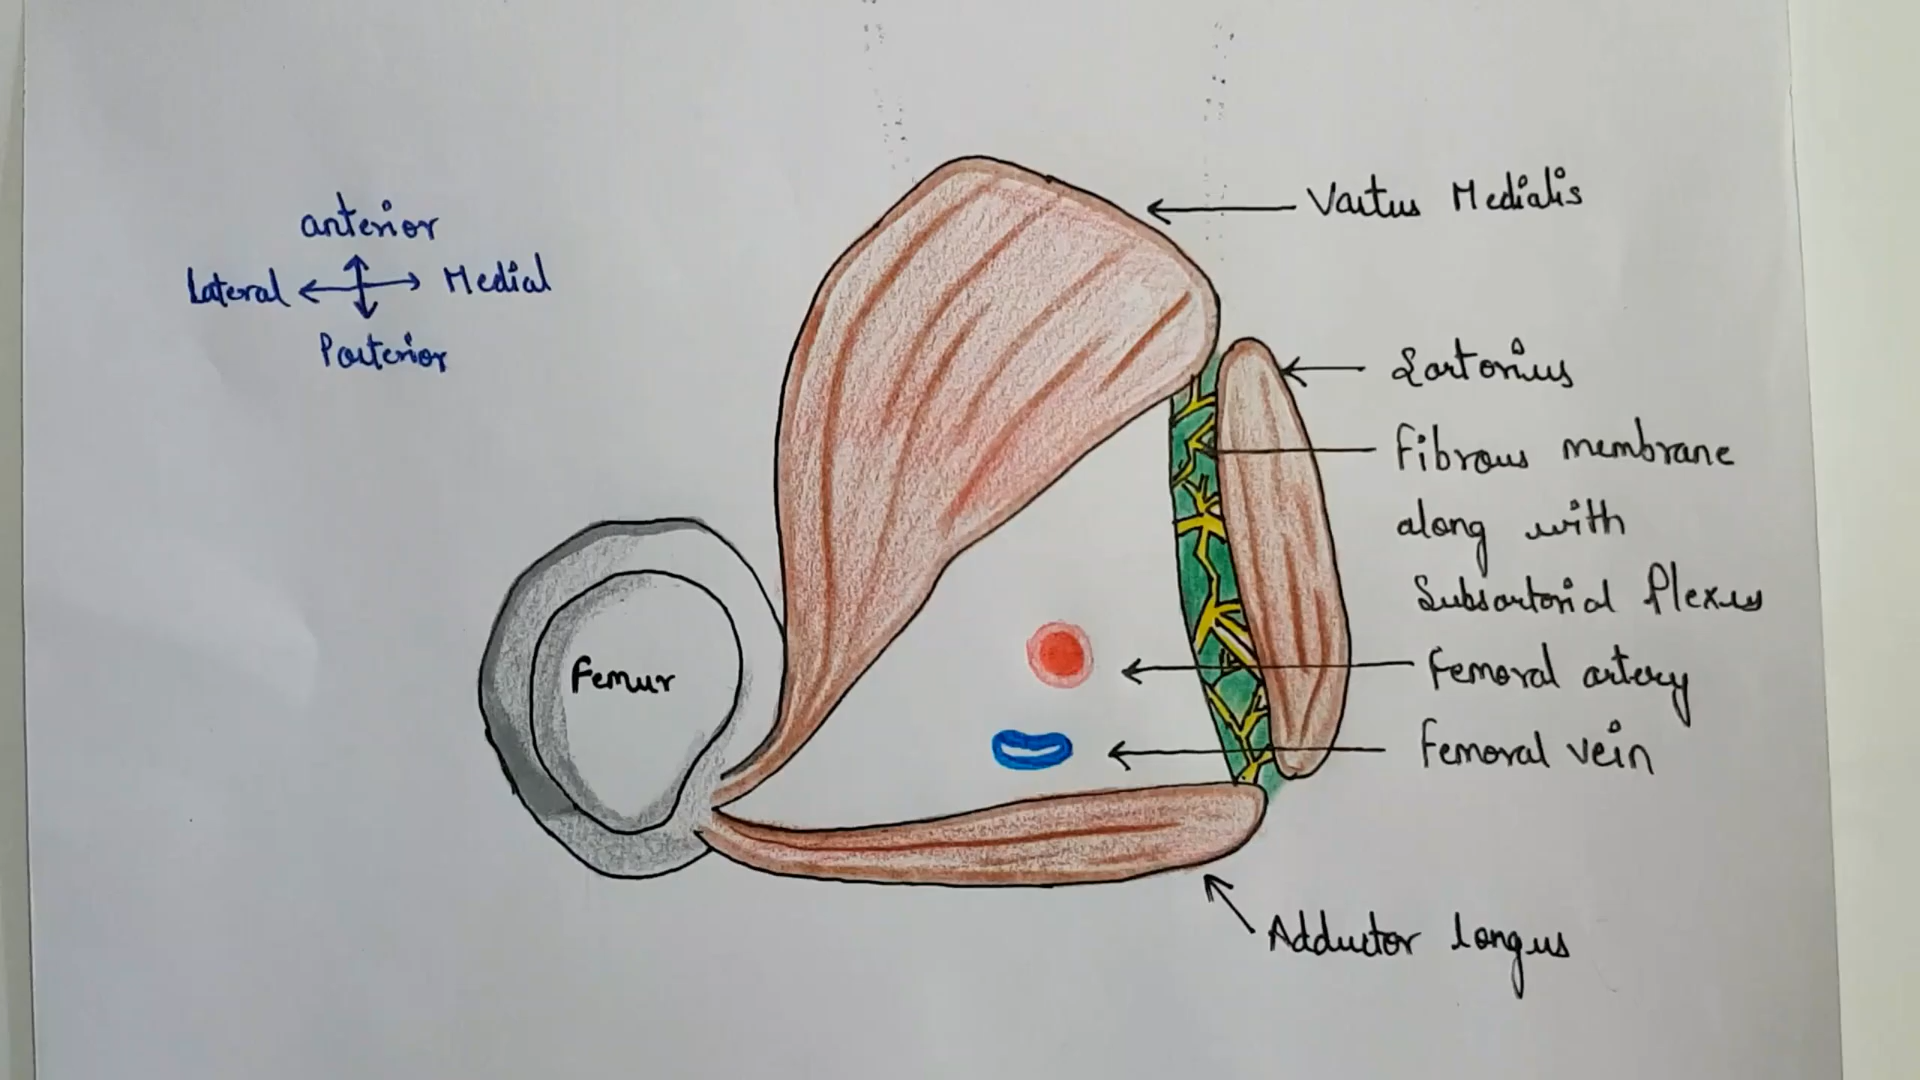 anterior
Lateral
Medial
Posterior
Vastus Medialis
Sartorius
Fibrous membrane
along with
Subsartorial Plexus
Femoral artery
Femoral vein
Adductor longus
Femur